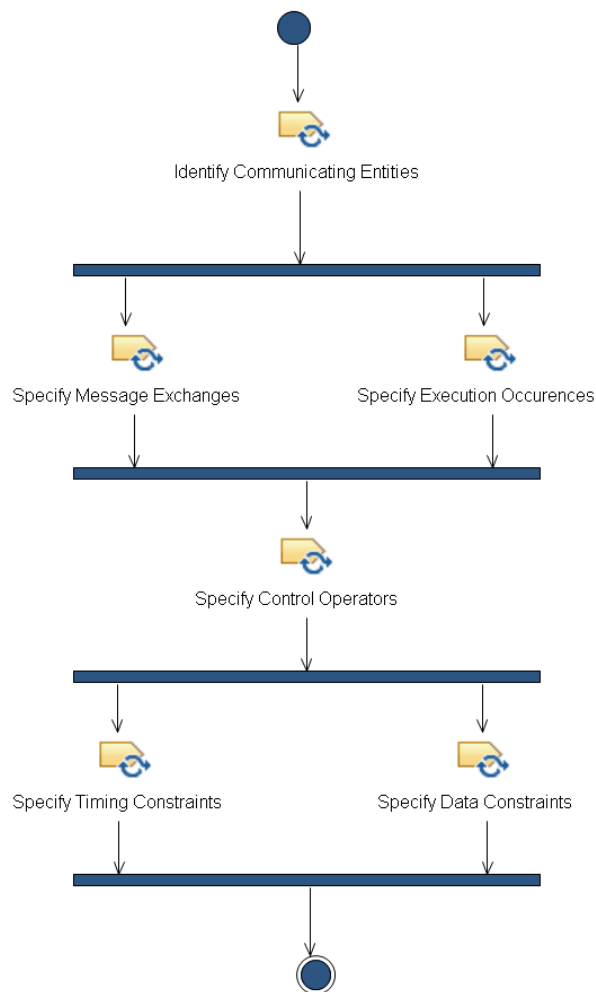 Identify Communicating Entities
Specify Message Exchanges
Specify Execution Occurences
Specify Control Operators
Specify Timing Constraints
Specify Data Constraints